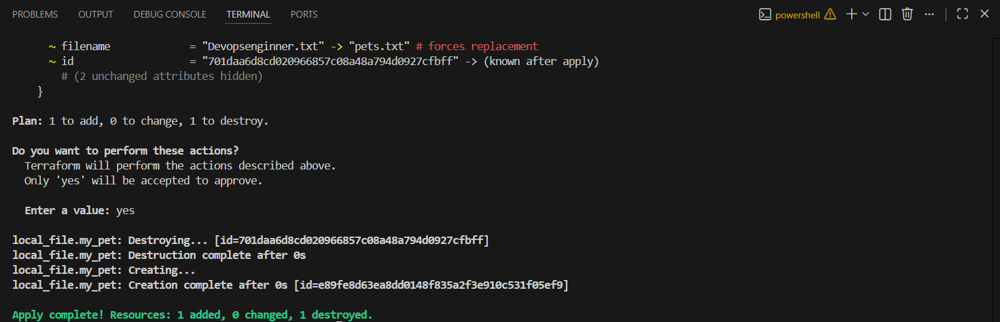 PROBLEMS OUTPUT DEBUG CONSOLE TERMINAL PORTS powershell
~ filename = "Devopsenginner.txt" -> "pets.txt" # forces replacement
~ id = "701daa6d8cd020966857c08a48a794d0927cfbff" -> (known after apply)
# (2 unchanged attributes hidden)
}
Plan: 1 to add, 0 to change, 1 to destroy.
Do you want to perform these actions?
Terraform will perform the actions described above.
Only 'yes' will be accepted to approve.
Enter a value: yes
local_file.my_pet: Destroying... [id=701daa6d8cd020966857c08a48a794d0927cfbff]
local_file.my_pet: Destruction complete after 0s
local_file.my_pet: Creating...
local_file.my_pet: Creation complete after 0s [id=e89fe8d63ea8dd0148f835a2f3e910c531f05ef9]
Apply complete! Resources: 1 added, 0 changed, 1 destroyed.